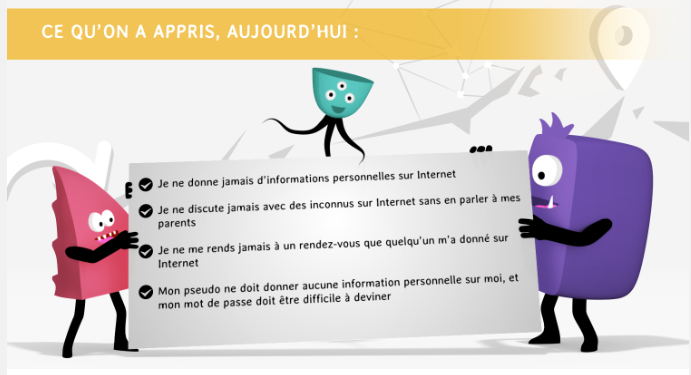 CE QU'ON A APPRIS, AUJOURD'HUI :
Je ne donne jamais d'informations personnelles sur Internet
Je ne discute jamais avec des inconnus sur Internet sans en parler à mes
parents
Je ne me rends jamais à un rendez-vous que quelqu'un m'a donné sur
Internet
Mon pseudo ne doit donner aucune information personnelle sur moi, et
mon mot de passe doit être difficile à deviner